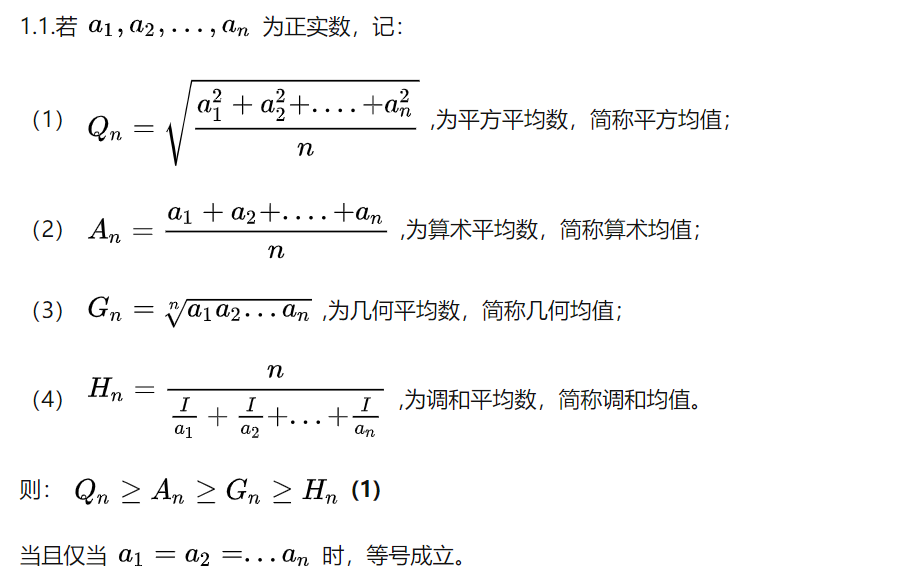 1.1.若 $a_1, a_2, \ldots, a_n$ 为正实数，记：
（1） $Q_n = \sqrt{\frac{a_1^2 + a_2^2 + .... + a_n^2}{n}}$ ,为平方平均数，简称平方均值；
（2） $A_n = \frac{a_1 + a_2 + .... + a_n}{n}$ ,为算术平均数，简称算术均值；
（3） $G_n = \sqrt[n]{a_1 a_2 \ldots a_n}$ ,为几何平均数，简称几何均值；
（4） $H_n = \frac{n}{\frac{I}{a_1} + \frac{I}{a_2} + \ldots + \frac{I}{a_n}}$ ,为调和平均数，简称调和均值。
则： $Q_n \geq A_n \geq G_n \geq H_n$ (1)
当且仅当 $a_1 = a_2 = \ldots a_n$ 时，等号成立。